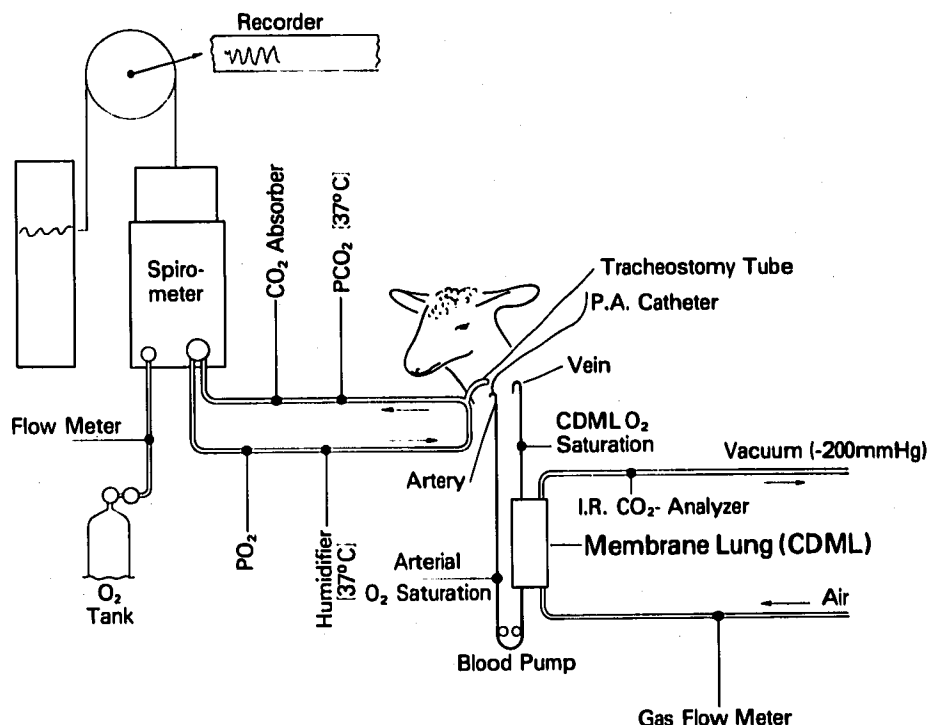 Recorder
Spiro-
meter
CO₂ Absorber
PCO₂ [37°C]
Tracheostomy Tube
P.A. Catheter
Vein
Flow Meter
CDML O₂
Saturation
Vacuum (-200mmHg)
Artery
I.R. CO₂- Analyzer
Membrane Lung (CDML)
PO₂
Humidifier
[37°C]
Arterial
O₂ Saturation
Air
O₂
Tank
Blood Pump
Gas Flow Meter